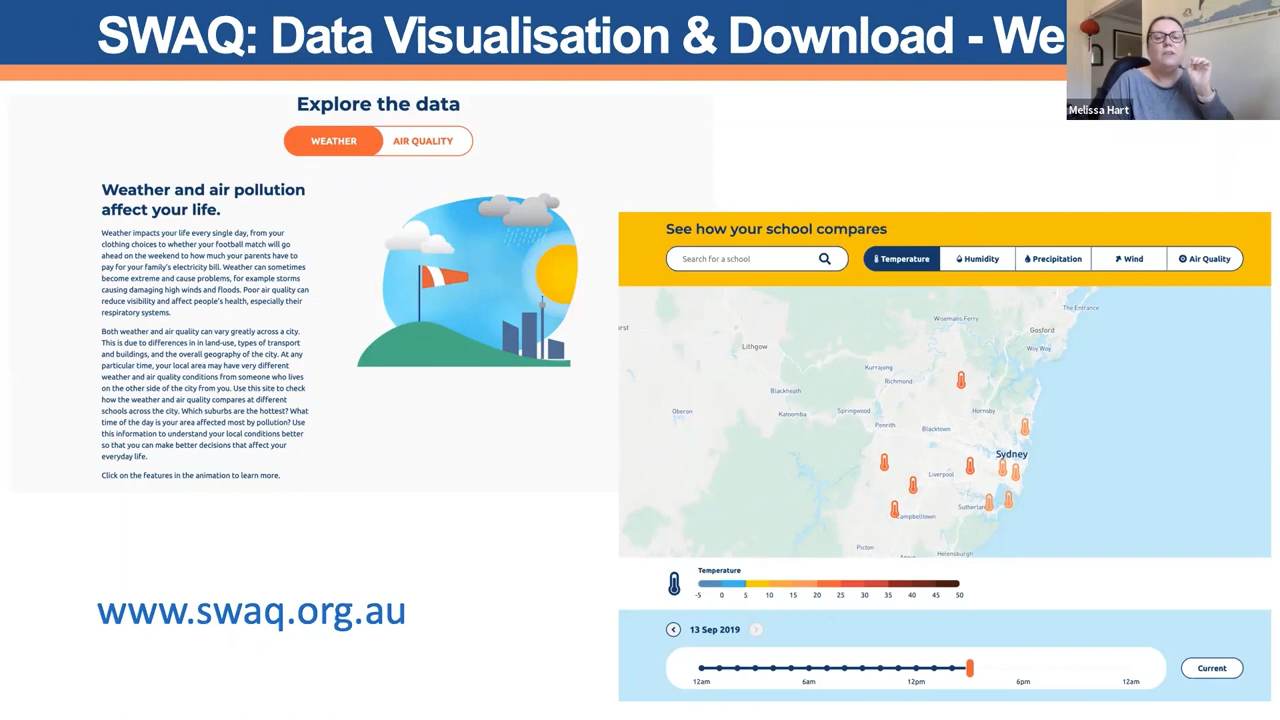 SWAQ: Data Visualisation & Download - We
Melissa Hart
Explore the data
WEATHER
AIR QUALITY
Weather and air pollution
affect your life.
Weather impacts your life every single day, from your
clothing choices to whether your football match will go
ahead on the weekend to how much your parents have to
pay for your family's electricity bill. Weather can sometimes
become extreme and cause problems, for example storms
causing damaging high winds and floods. Poor air quality can
reduce visibility and affect people's health, especially their
respiratory systems.
Both weather and air quality can vary greatly across a city.
This is due to differences in in land-use, types of transport
and buildings, and the overall geography of the city. At any
particular time, your local area may have very different
weather and air quality conditions from someone who lives
on the other side of the city from you. Use this site to check
how the weather and air quality compares at different
schools across the city. Which suburbs are the hottest? What
time of the day is your area affected most by pollution? Use
this information to understand your local conditions better
so that you can make better decisions that affect your
everyday life.
Click on the features in the animation to learn more.
www.swaq.org.au
See how your school compares
Search for a school
Temperature
Humidity
Precipitation
Wind
Air Quality
The Entrance
Wisemans Ferry
Gosford
Woy Woy
Lithgow
Kurrajong
Richmond
Blackheath
Oberon
Katoomba
Springwood
Hornsby
Penrith
Blacktown
Sydney
Liverpool
Sutherland
Campbelltown
Picton
Helensburgh
Temperature
-5 0 5 10 15 20 25 30 35 40 45 50
13 Sep 2019
12am 6am 12pm 6pm 12am
Current